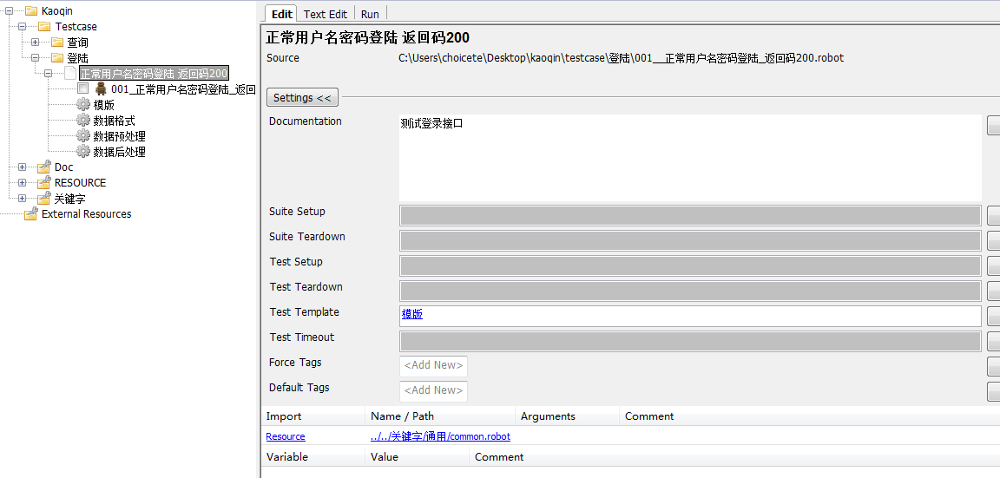 Kaoqin
Testcase
查询
登陆
正常用户名密码登陆 返回码200
001_正常用户名密码登陆_返回
模版
数据格式
数据预处理
数据后处理
Doc
RESOURCE
关键字
External Resources
Edit Text Edit Run
正常用户名密码登陆 返回码200
Source C:\Users\choicete\Desktop\kaoqin\testcase\登陆\001__正常用户名密码登陆_返回码200.robot
Settings <<
Documentation 测试登录接口
Suite Setup
Suite Teardown
Test Setup
Test Teardown
Test Template 模版
Test Timeout
Force Tags <Add New>
Default Tags <Add New>
Import Name / Path Arguments Comment
Resource ../../关键字/通用/common.robot
Variable Value Comment